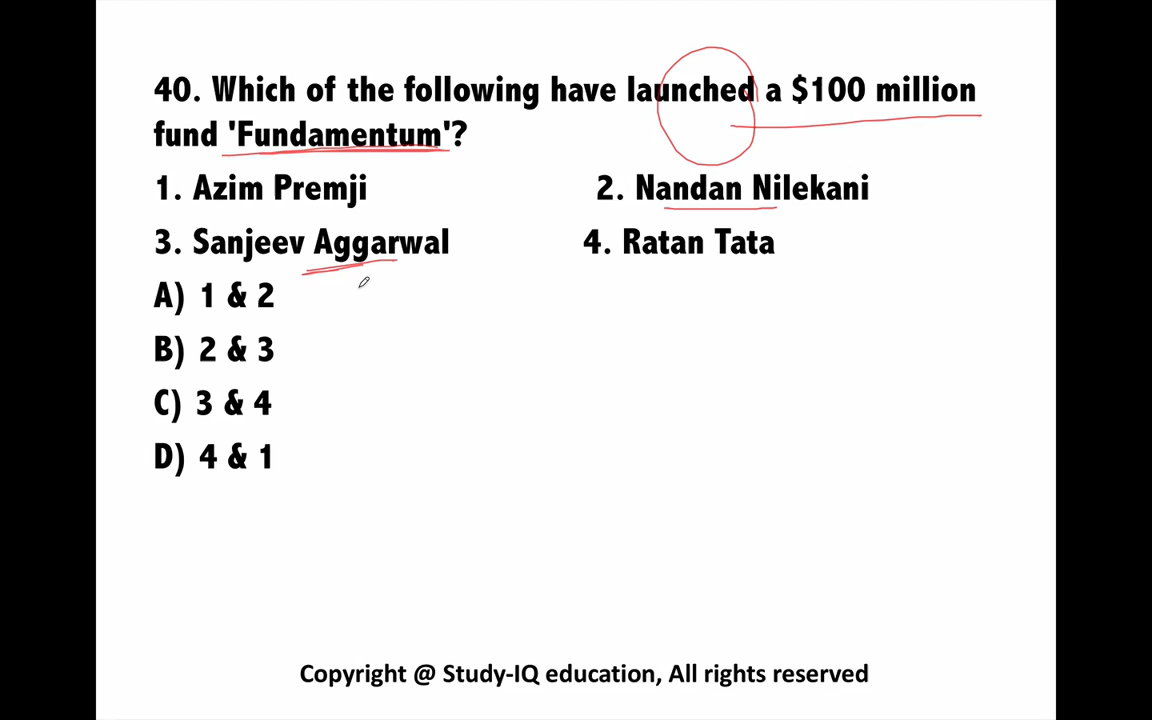 40. Which of the following have launched a $100 million
fund 'Fundamentum'?
1. Azim Premji 2. Nandan Nilekani
3. Sanjeev Aggarwal 4. Ratan Tata
A) 1 & 2
B) 2 & 3
C) 3 & 4
D) 4 & 1
Copyright @ Study-IQ education, All rights reserved